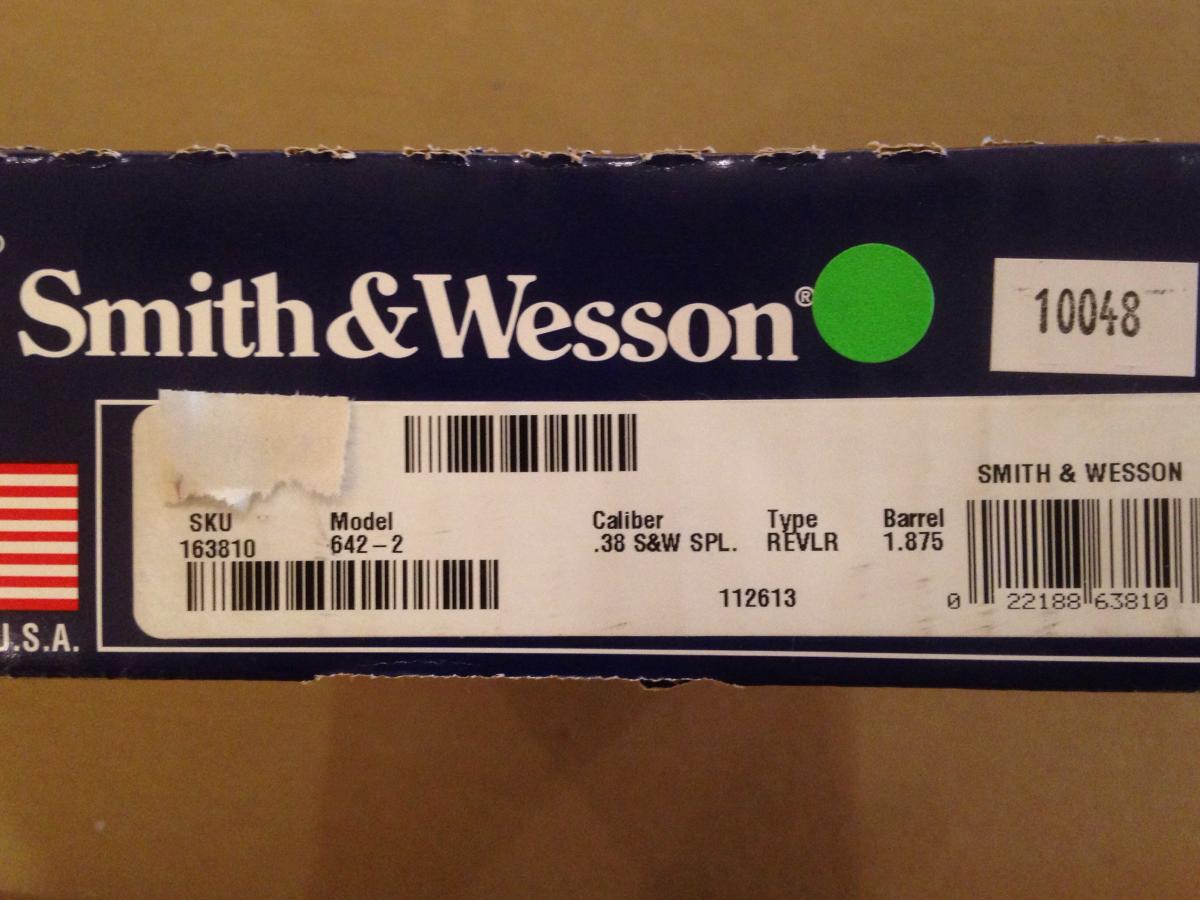 Smith & Wesson®
10048
SMITH & WESSON
SKU Model Caliber Type Barrel
163810 642-2 .38 S&W SPL. REVLR 1.875
112613
0 22188 63810
U.S.A.